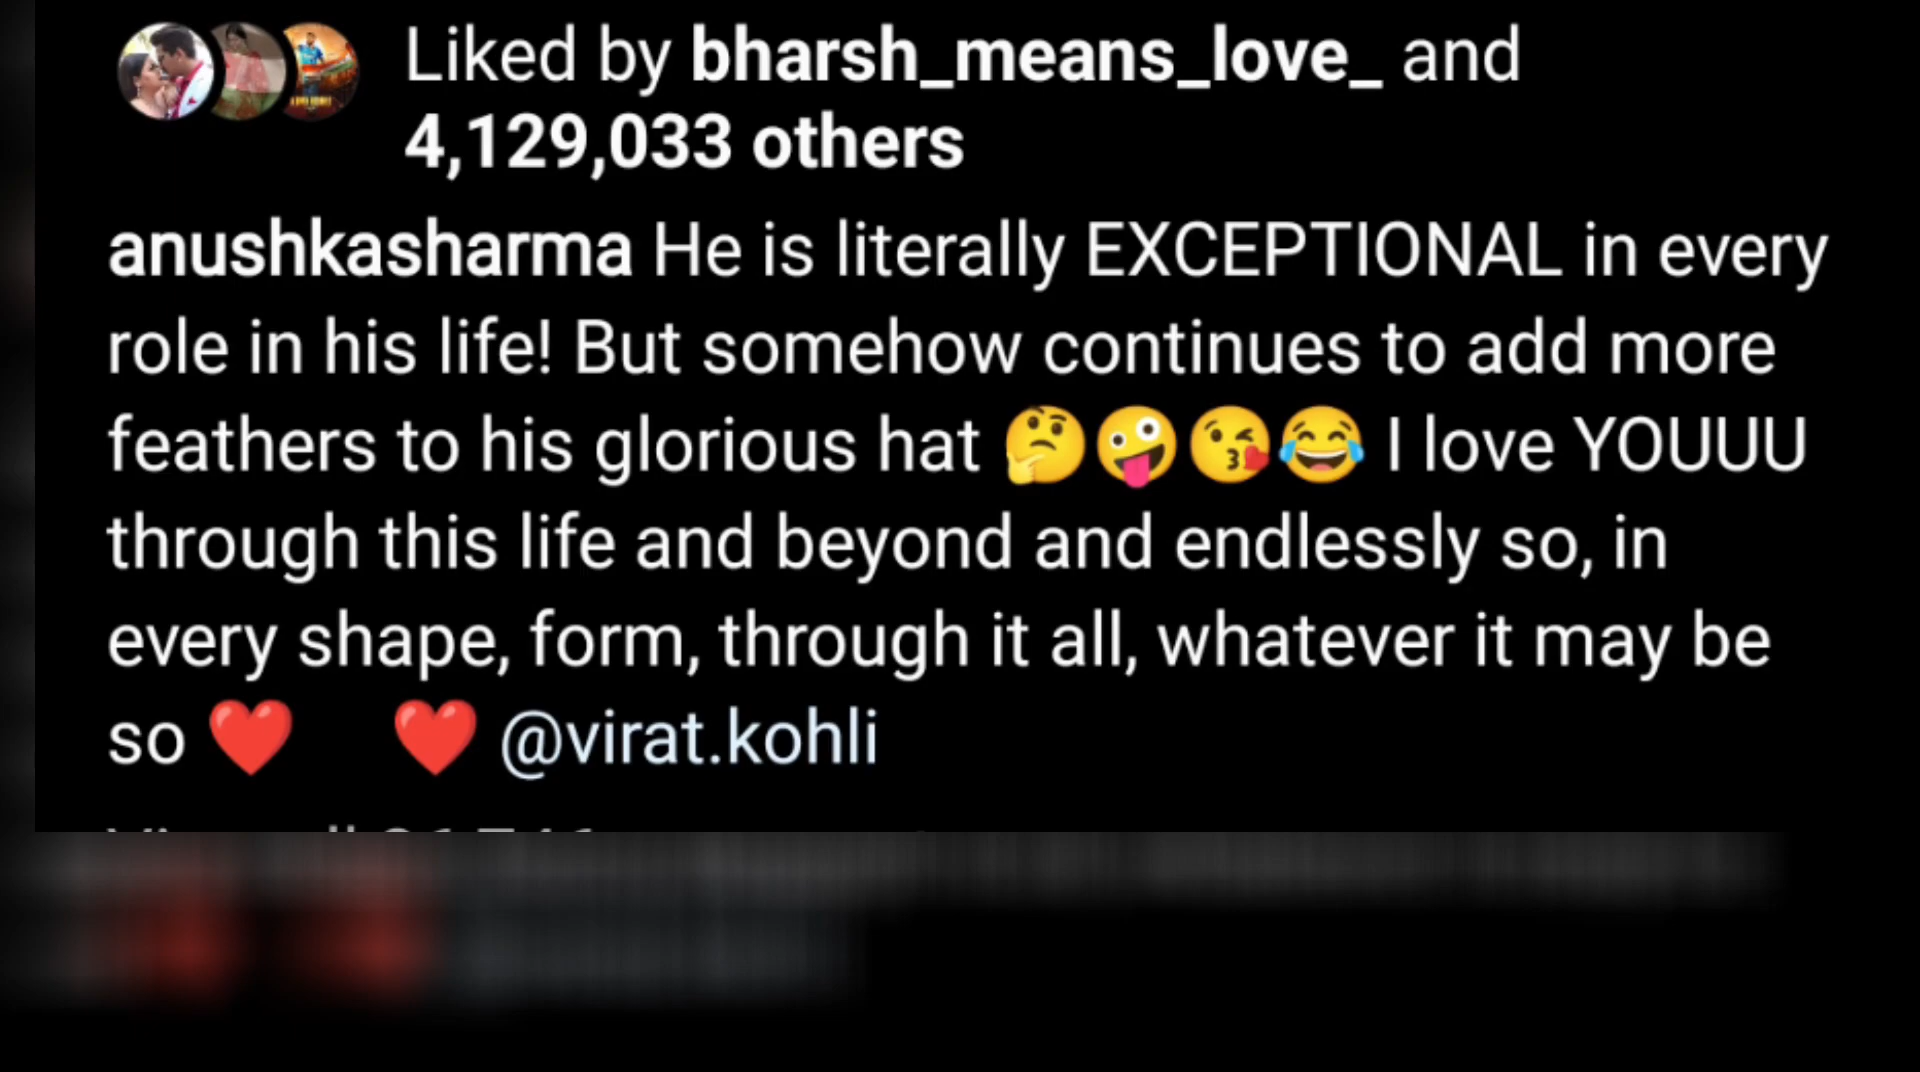 Liked by bharsh_means_love_ and
4,129,033 others
anushkasharma He is literally EXCEPTIONAL in every
role in his life! But somehow continues to add more
feathers to his glorious hat 🤔🤪😘😂 I love YOUUU
through this life and beyond and endlessly so, in
every shape, form, through it all, whatever it may be
so ❤️ ❤️ @virat.kohli